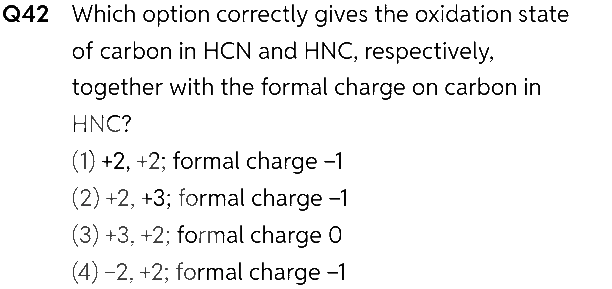 Q42 Which option correctly gives the oxidation state
of carbon in HCN and HNC, respectively,
together with the formal charge on carbon in
HNC?
(1) +2, +2; formal charge –1
(2) +2, +3; formal charge –1
(3) +3, +2; formal charge 0
(4) –2, +2; formal charge –1